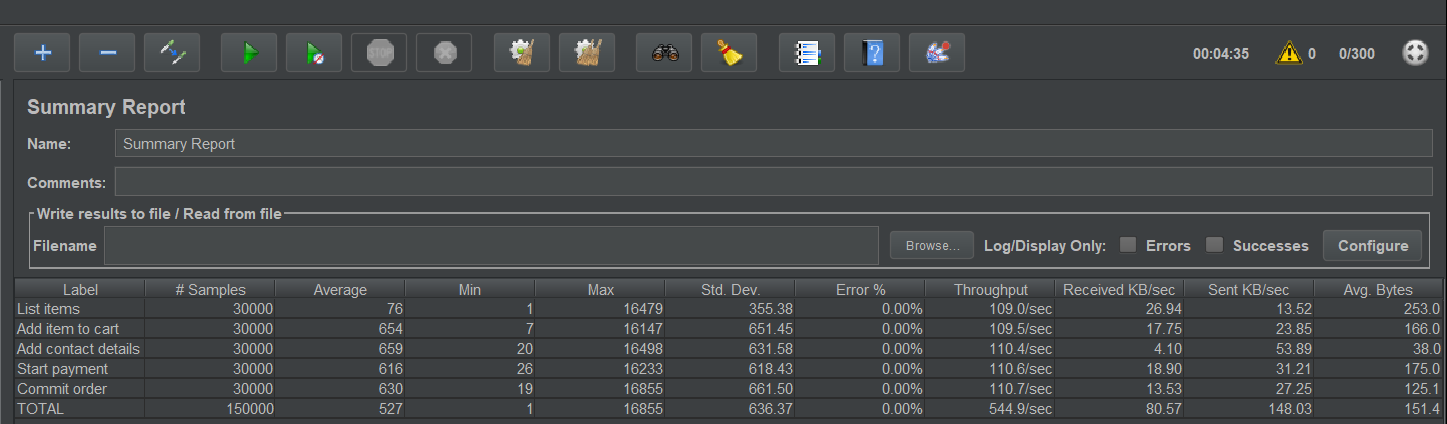 STOP 00:04:35 0 0/300
Summary Report
Name: Summary Report
Comments:
Write results to file / Read from file
Filename Browse... Log/Display Only: Errors Successes Configure
Label # Samples Average Min Max Std. Dev. Error % Throughput Received KB/sec Sent KB/sec Avg. Bytes
List items 30000 76 1 16479 355.38 0.00% 109.0/sec 26.94 13.52 253.0
Add item to cart 30000 654 7 16147 651.45 0.00% 109.5/sec 17.75 23.85 166.0
Add contact details 30000 659 20 16498 631.58 0.00% 110.4/sec 4.10 53.89 38.0
Start payment 30000 616 26 16233 618.43 0.00% 110.6/sec 18.90 31.21 175.0
Commit order 30000 630 19 16855 661.50 0.00% 110.7/sec 13.53 27.25 125.1
TOTAL 150000 527 1 16855 636.37 0.00% 544.9/sec 80.57 148.03 151.4